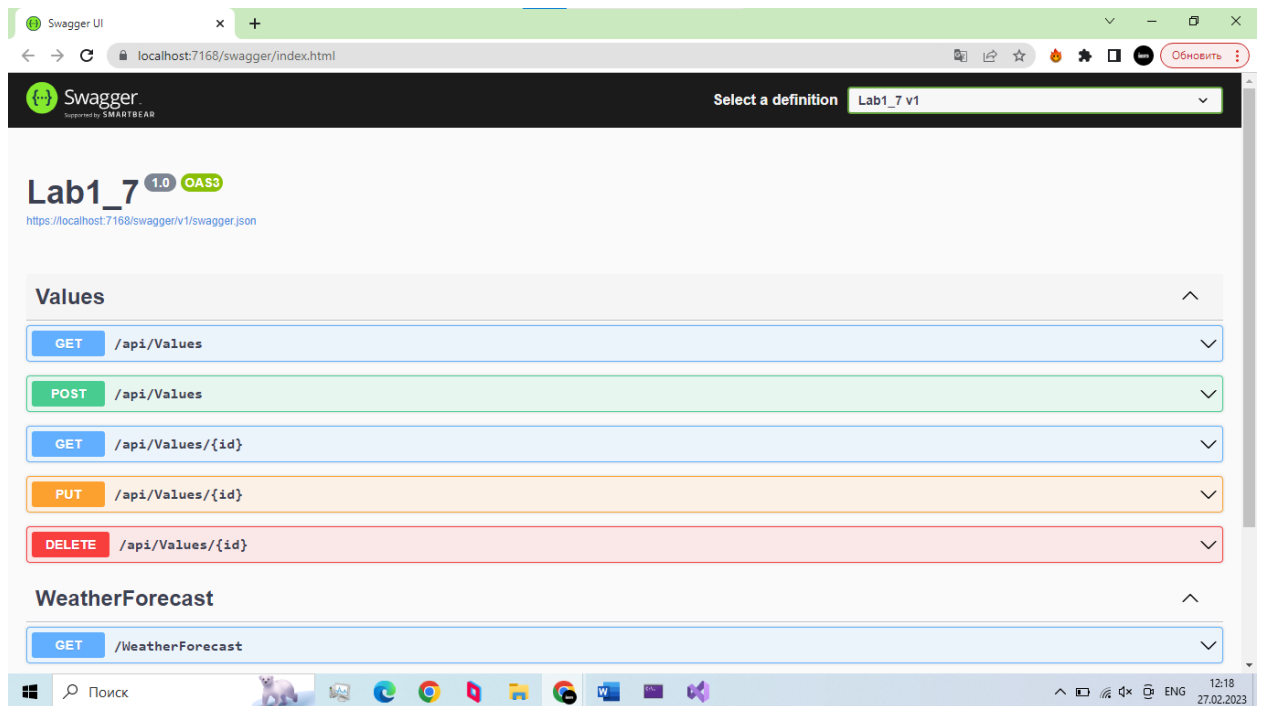 Swagger UI
localhost:7168/swagger/index.html
Обновить
Swagger.
Supported by SMARTBEAR
Select a definition
Lab1_7 v1
Lab1_7 1.0 OAS3
https://localhost:7168/swagger/v1/swagger.json
Values
GET /api/Values
POST /api/Values
GET /api/Values/{id}
PUT /api/Values/{id}
DELETE /api/Values/{id}
WeatherForecast
GET /WeatherForecast
Поиск
ENG
12:18
27.02.2023